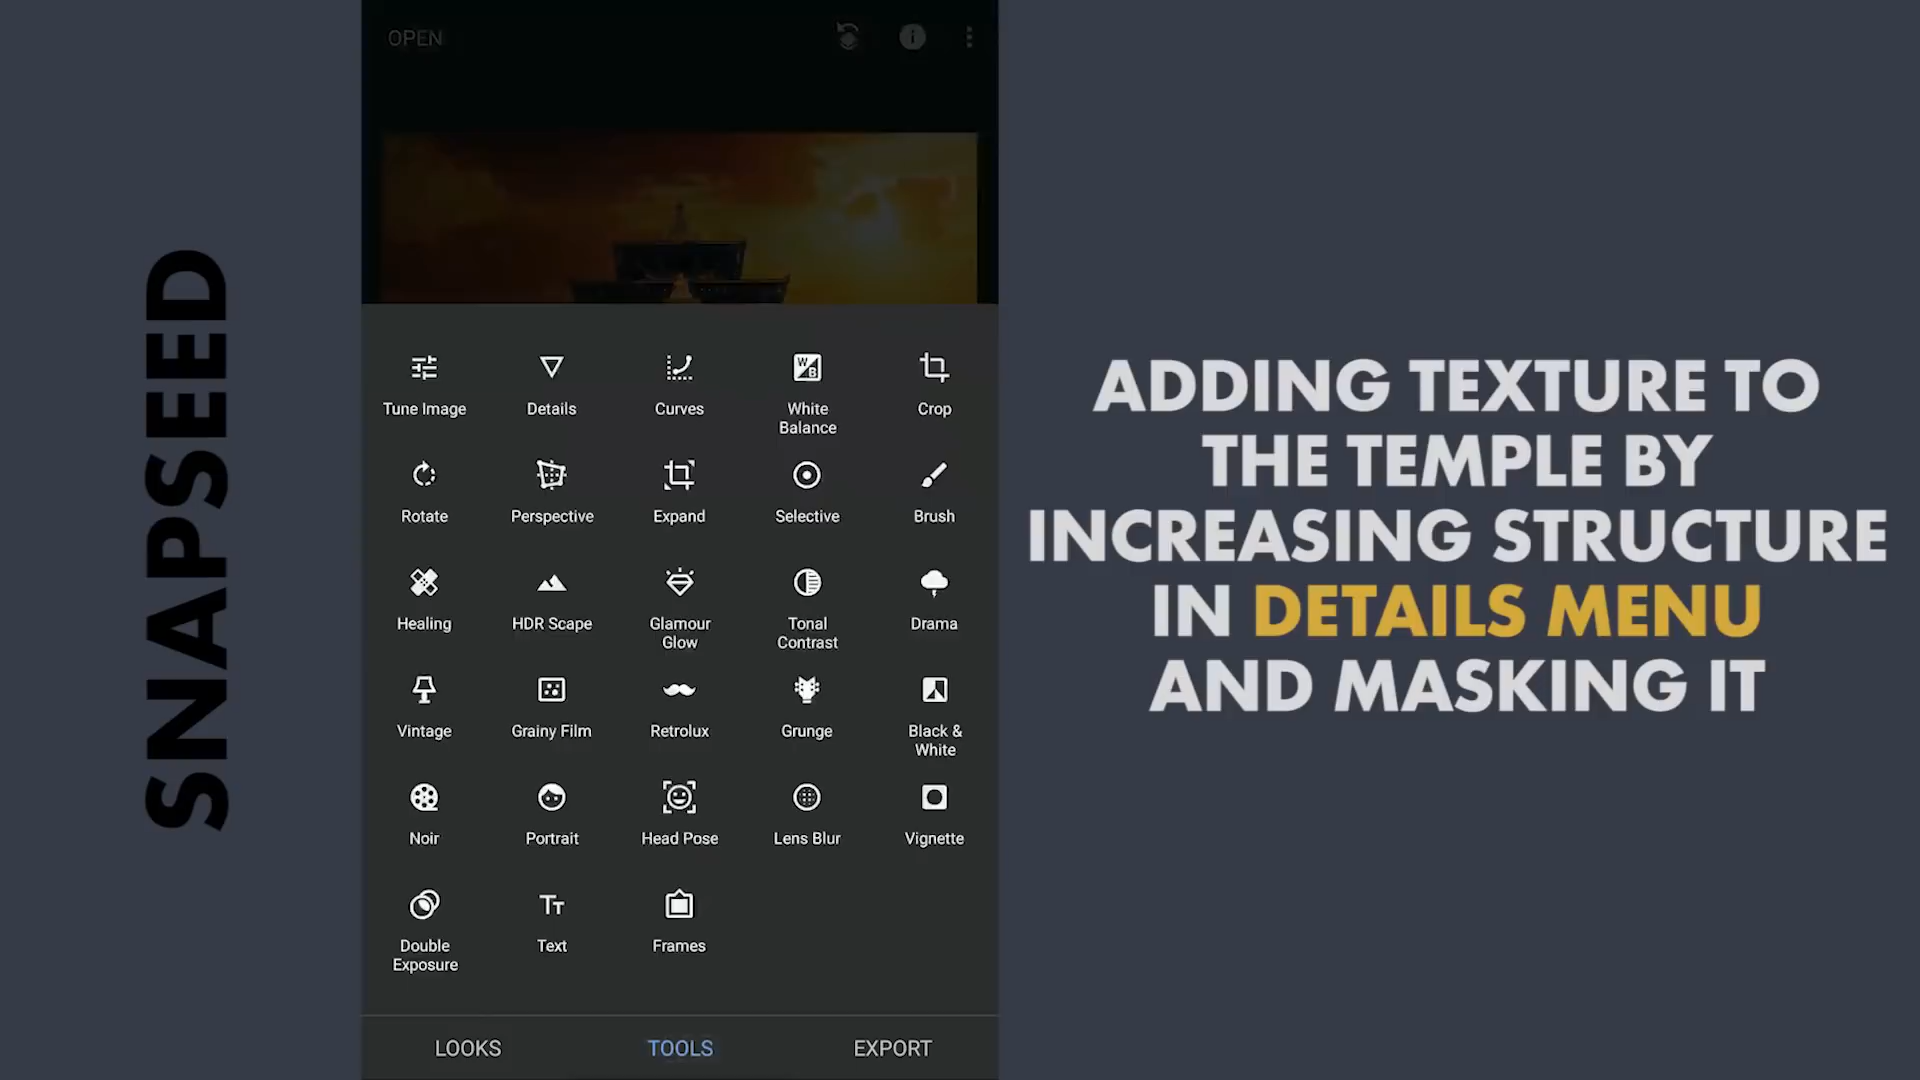 SNAPSEED
OPEN
Tune Image
Details
Curves
White
Balance
Crop
Rotate
Perspective
Expand
Selective
Brush
Healing
HDR Scape
Glamour
Glow
Tonal
Contrast
Drama
Vintage
Grainy Film
Retrolux
Grunge
Black &
White
Noir
Portrait
Head Pose
Lens Blur
Vignette
Double
Exposure
Text
Frames
LOOKS
TOOLS
EXPORT
ADDING TEXTURE TO
THE TEMPLE BY
INCREASING STRUCTURE
IN DETAILS MENU
AND MASKING IT